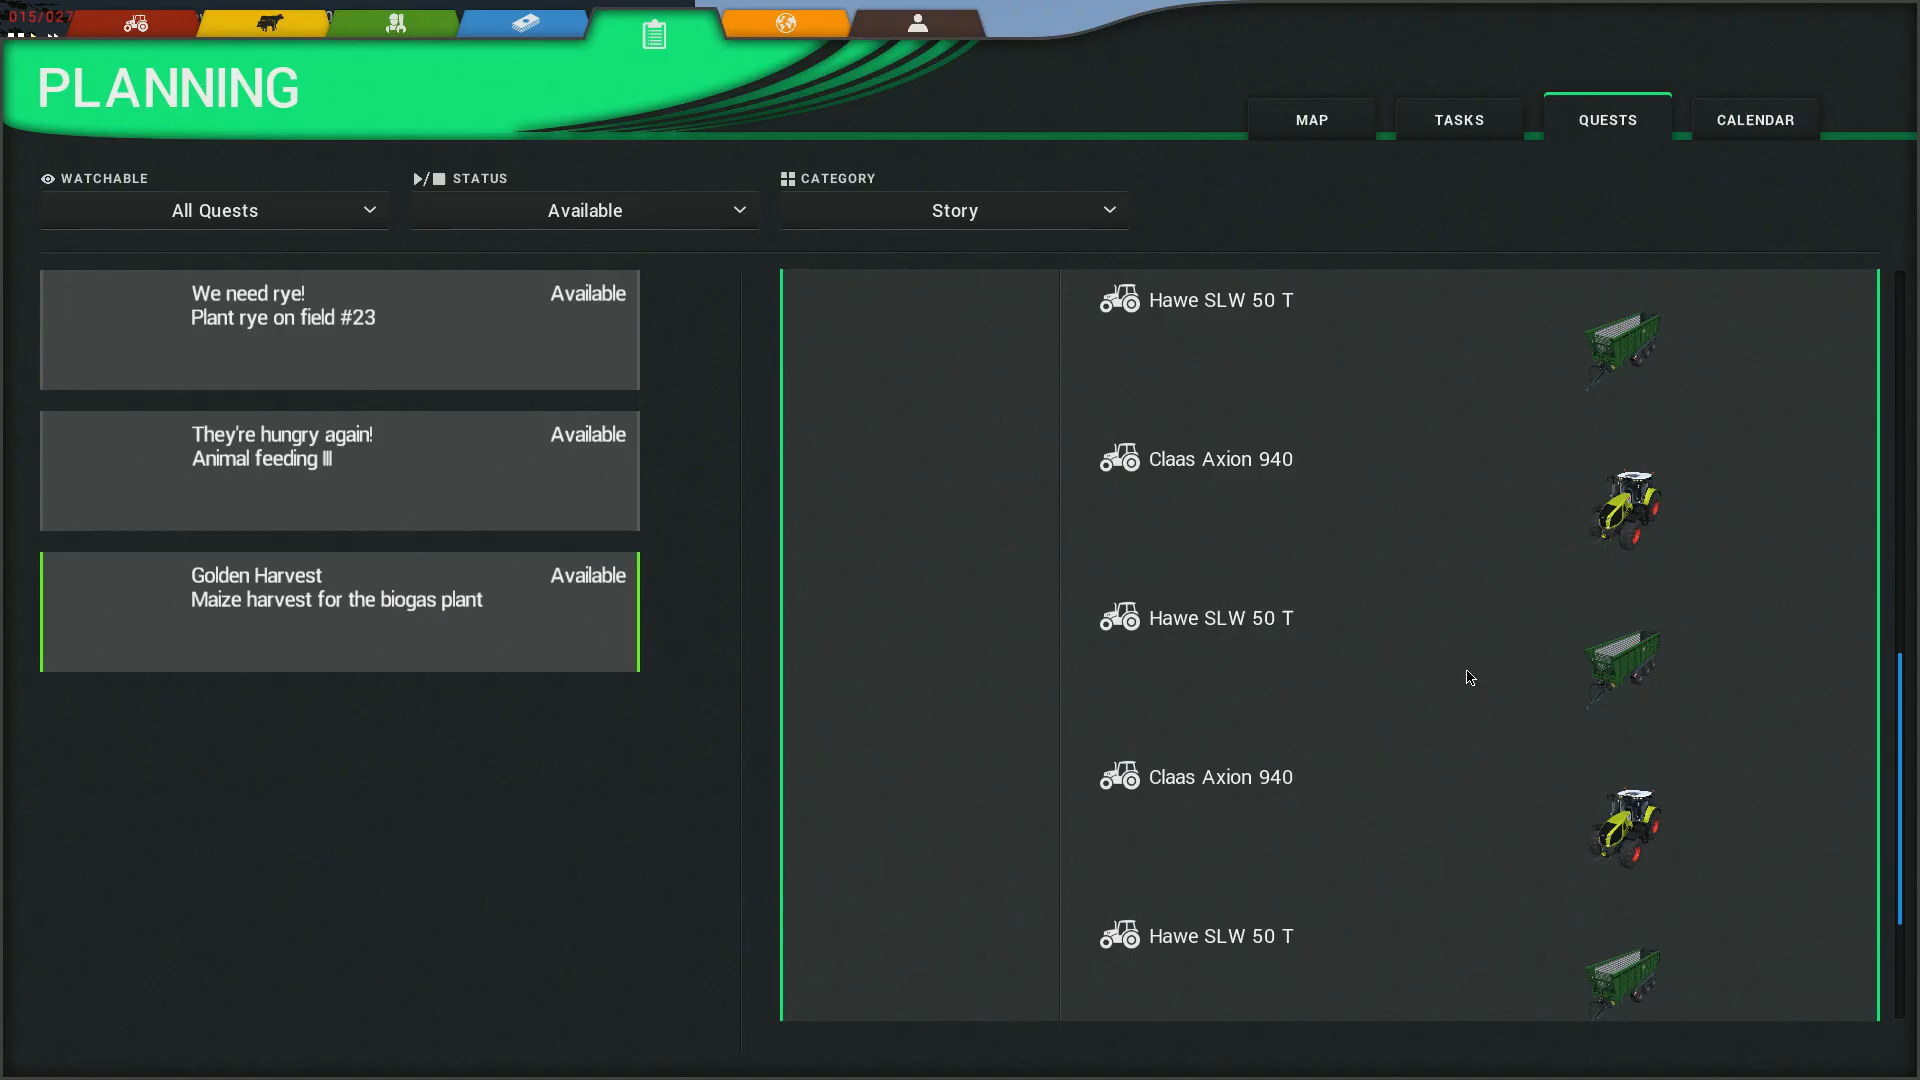 015/027
PLANNING
MAP
TASKS
QUESTS
CALENDAR
WATCHABLE
STATUS
CATEGORY
All Quests
Available
Story
We need rye!
Available
Plant rye on field #23
They're hungry again!
Available
Animal feeding III
Golden Harvest
Available
Maize harvest for the biogas plant
Hawe SLW 50 T
Claas Axion 940
Hawe SLW 50 T
Claas Axion 940
Hawe SLW 50 T